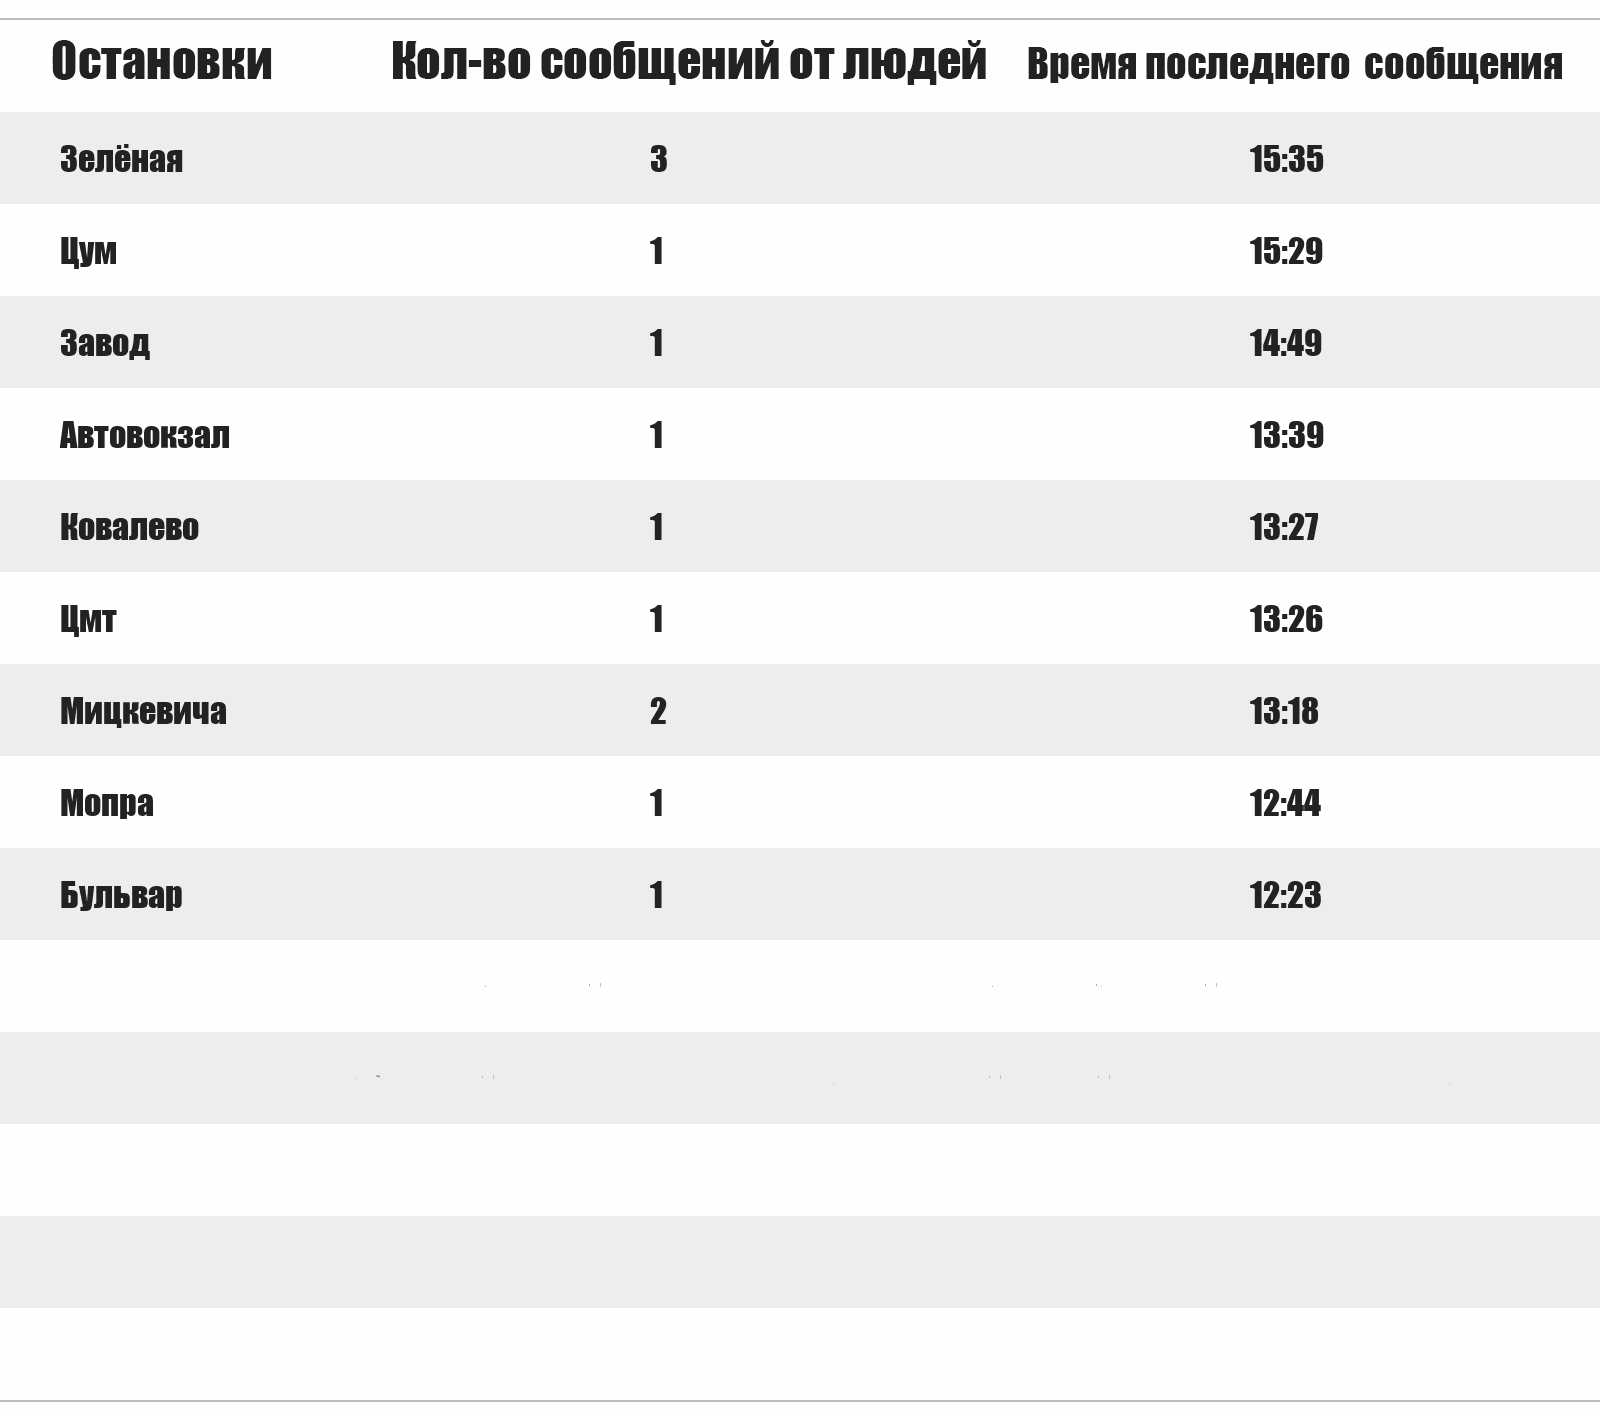 Остановки Кол-во сообщений от людей Время последнего сообщения
Зелёная 3 15:35
Цум 1 15:29
Завод 1 14:49
Автовокзал 1 13:39
Ковалево 1 13:27
Цмт 1 13:26
Мицкевича 2 13:18
Мопра 1 12:44
Бульвар 1 12:23